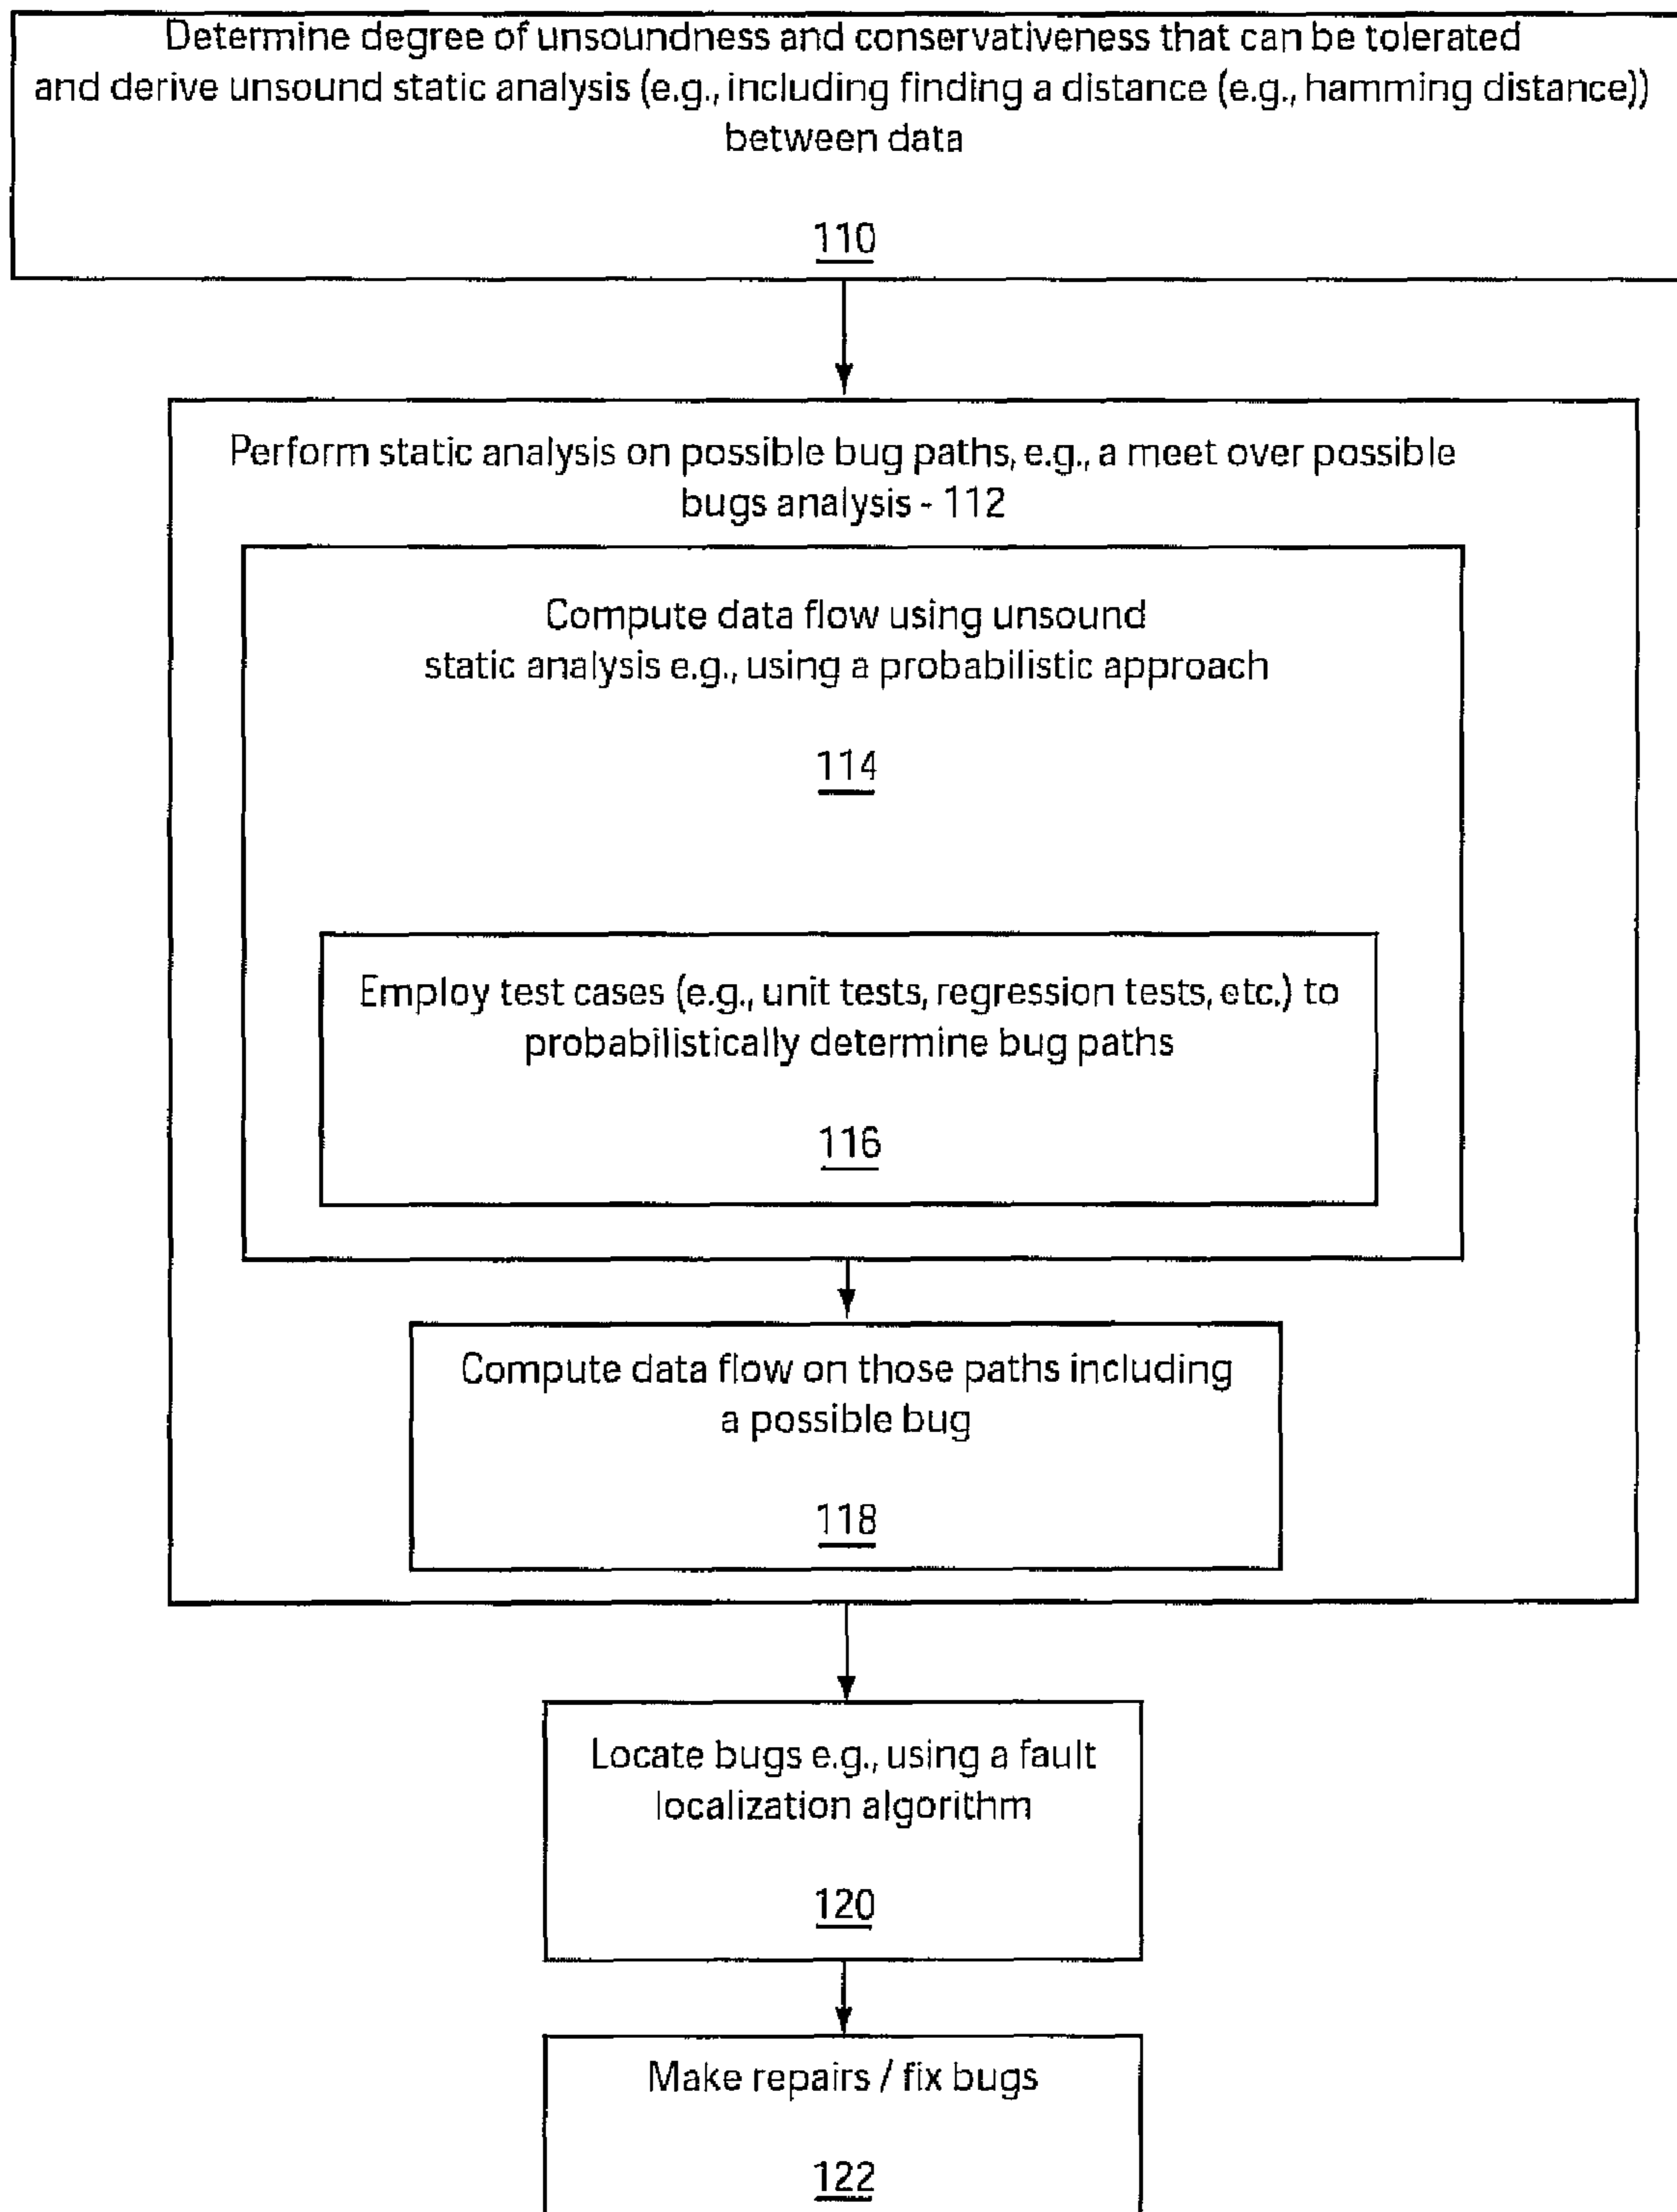 Determine degree of unsoundness and conservativeness that can be tolerated
and derive unsound static analysis (e.g., including finding a distance (e.g., hamming distance))
between data
110
Perform static analysis on possible bug paths, e.g., a meet over possible
bugs analysis - 112
Compute data flow using unsound
static analysis e.g., using a probabilistic approach
114
Employ test cases (e.g., unit tests, regression tests, etc.) to
probabilistically determine bug paths
116
Compute data flow on those paths including
a possible bug
118
Locate bugs e.g., using a fault
localization algorithm
120
Make repairs / fix bugs
122